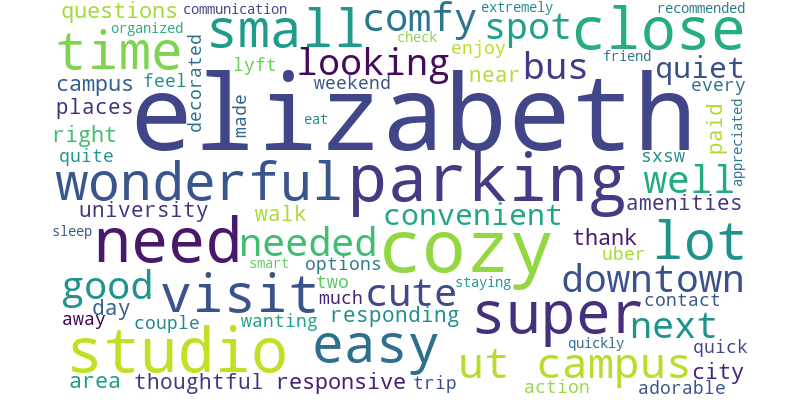 questions communication small comfy extremely recommended
organized time spot close
check enjoy
lyft looking friend
campus feel decorated weekend near bus quiet
places made elizabeth every
eat paid appreciated
right
quite wonderful parking sxsw well
university walk convenient amenities
sleep need needed cozy thank lot
smart options uber
good visit two staying downtown
day much cute contact
away couple wanting responding super next
studio easy quickly quick
ut campus city
area thoughtful responsive trip action adorable